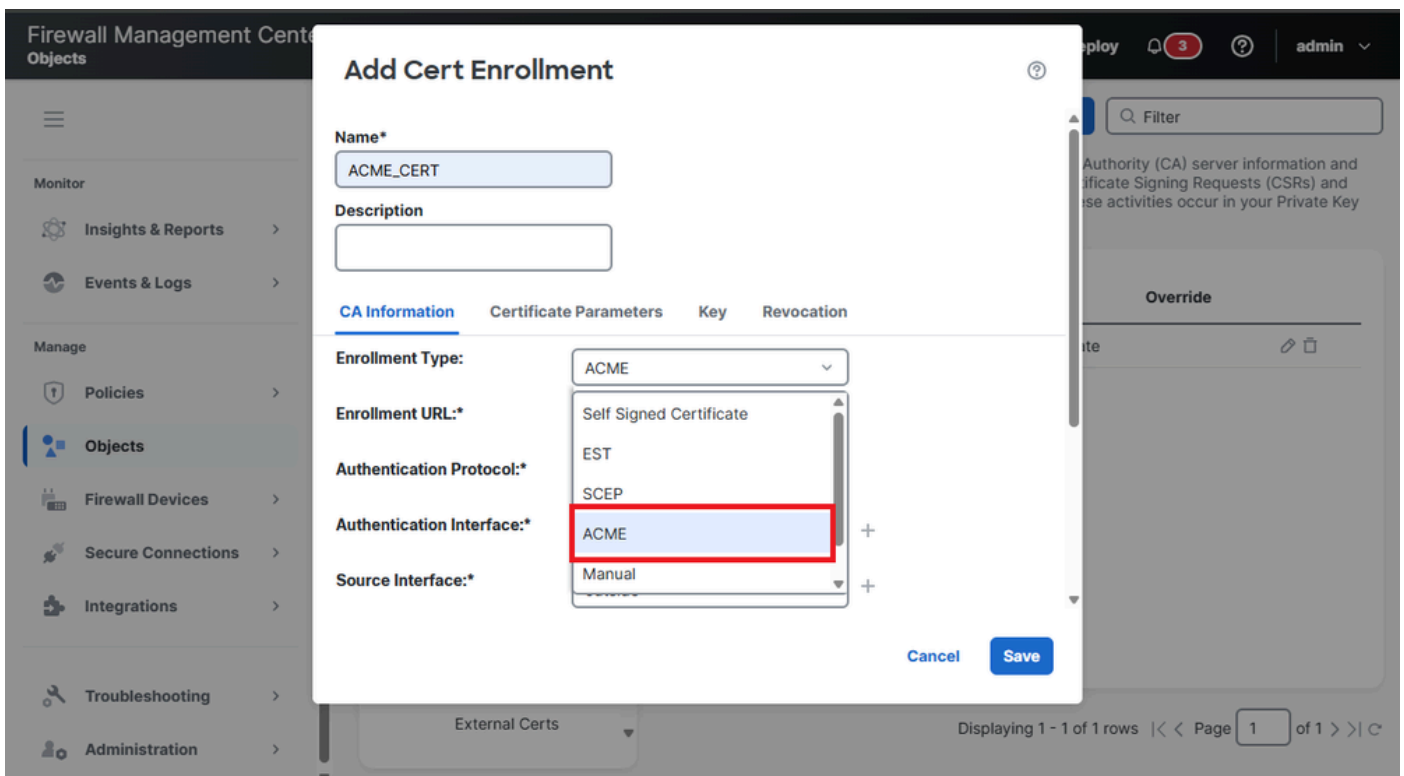 Firewall Management Cente
Objects
eploy
3
admin
Add Cert Enrollment
Name*
ACME_CERT
Description
CA Information
Certificate Parameters
Key
Revocation
Enrollment Type:
ACME
Enrollment URL:*
Authentication Protocol:*
Authentication Interface:*
Source Interface:*
Self Signed Certificate
EST
SCEP
ACME
Manual
Cancel
Save
Monitor
Insights & Reports
Events & Logs
Manage
Policies
Objects
Firewall Devices
Secure Connections
Integrations
Troubleshooting
Administration
Filter
Authority (CA) server information and
ificate Signing Requests (CSRs) and
ese activities occur in your Private Key
Override
ate
External Certs
Displaying 1 - 1 of 1 rows |< < Page 1 of 1 > >|